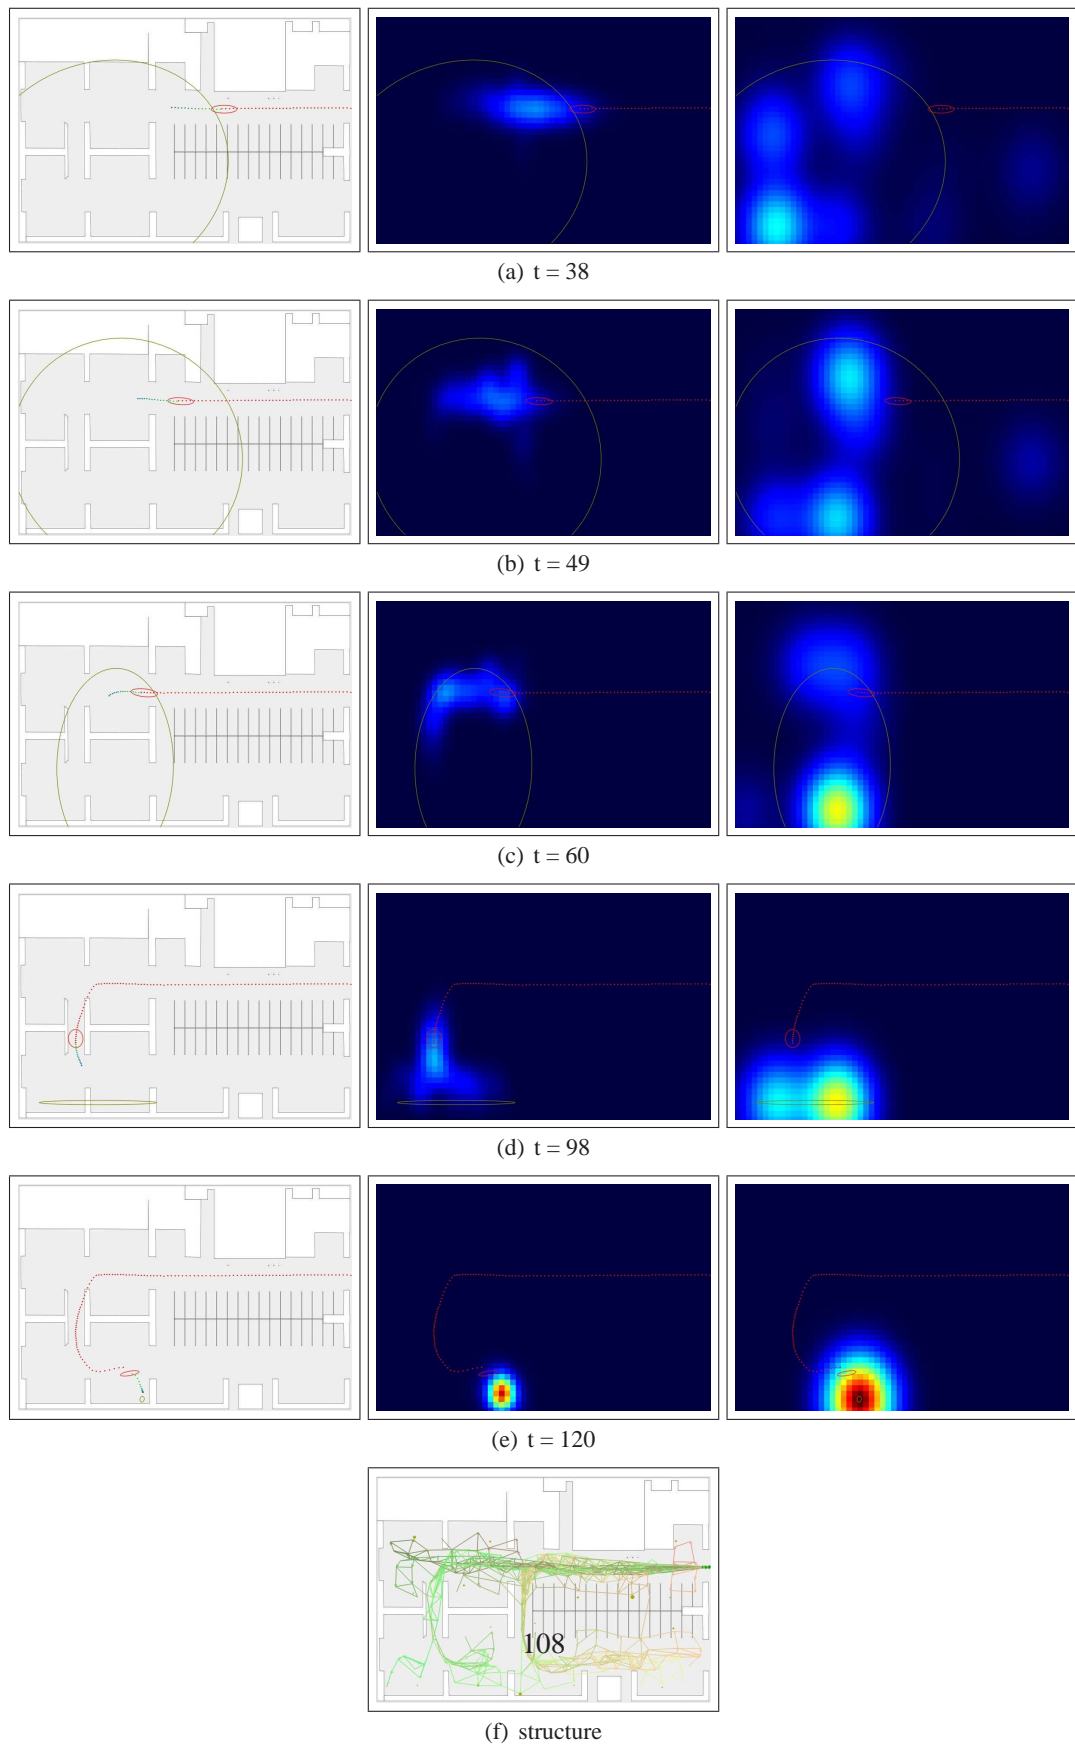 (a) t = 38
(b) t = 49
(c) t = 60
(d) t = 98
(e) t = 120
108
(f) structure